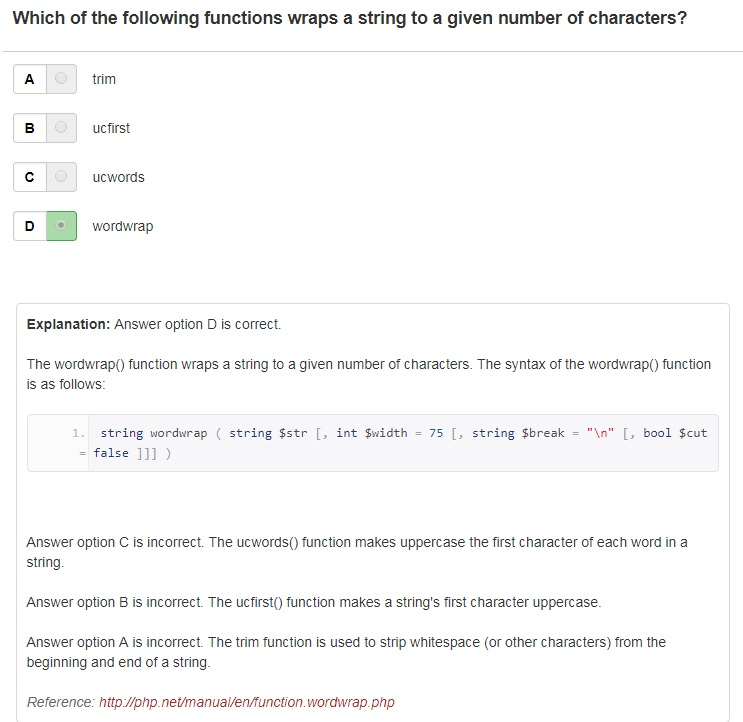 Which of the following functions wraps a string to a given number of characters?
A trim
B ucfirst
C ucwords
D wordwrap
Explanation: Answer option D is correct.
The wordwrap() function wraps a string to a given number of characters. The syntax of the wordwrap() function
is as follows:
1. string wordwrap ( string $str [, int $width = 75 [, string $break = "\n" [, bool $cut
= false ]]] )
Answer option C is incorrect. The ucwords() function makes uppercase the first character of each word in a
string.
Answer option B is incorrect. The ucfirst() function makes a string's first character uppercase.
Answer option A is incorrect. The trim function is used to strip whitespace (or other characters) from the
beginning and end of a string.
Reference: http://php.net/manual/en/function.wordwrap.php